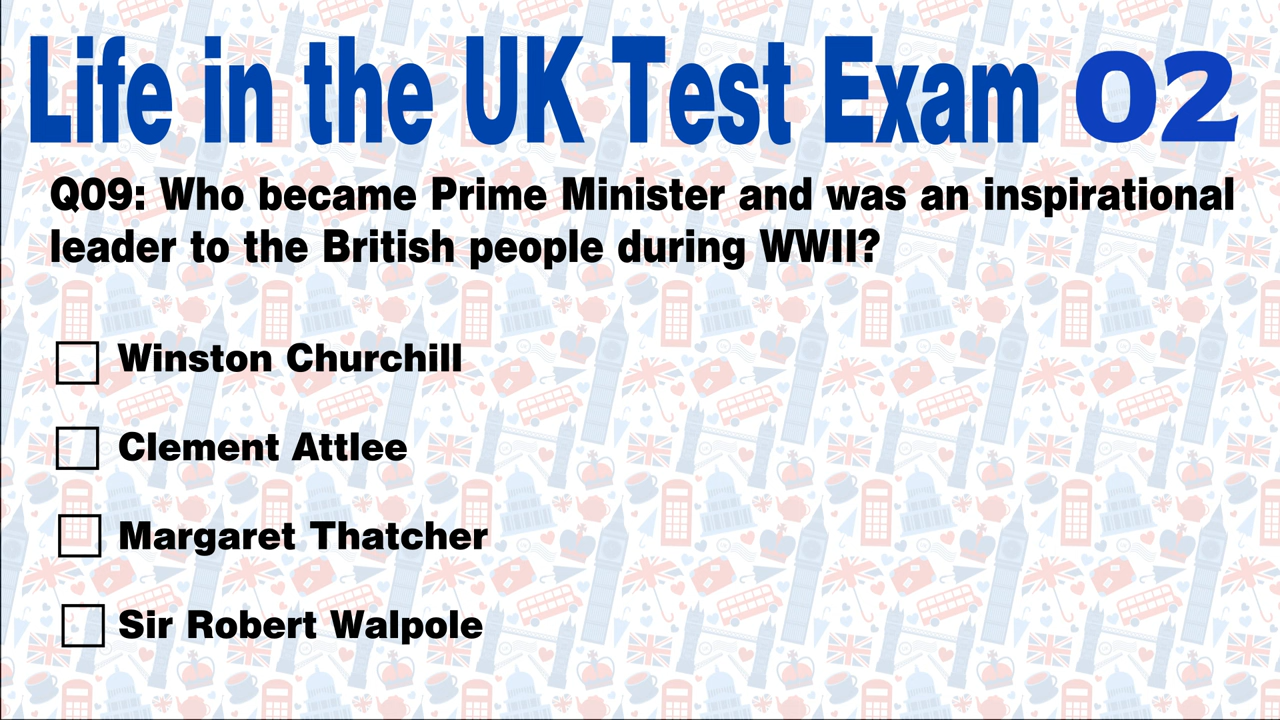 Life in the UK Test Exam 02
Q09: Who became Prime Minister and was an inspirational
leader to the British people during WWII?
Winston Churchill
Clement Attlee
Margaret Thatcher
Sir Robert Walpole